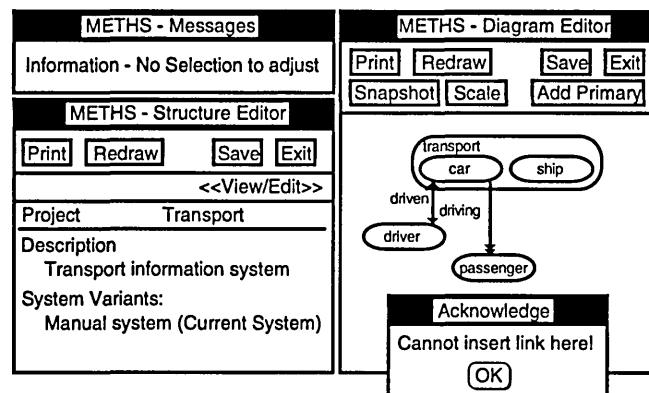 METHS - Messages
Information - No Selection to adjust
METHS - Structure Editor
Print Redraw Save Exit
<<View/Edit>>
Project Transport
Description
Transport information system
System Variants:
Manual system (Current System)
METHS - Diagram Editor
Print Redraw Save Exit
Snapshot Scale Add Primary
transport
car ship
driven
driving
driver
passenger
Acknowledge
Cannot insert link here!
OK